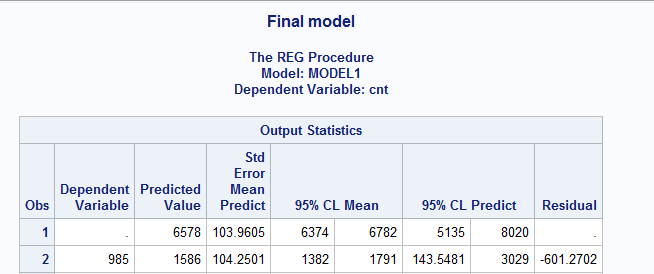 Final model
The REG Procedure
Model: MODEL1
Dependent Variable: cnt
Output Statistics
Obs Dependent Variable Predicted Value Std Error Mean Predict 95% CL Mean 95% CL Predict Residual
1 . 6578 103.9605 6374 6782 5135 8020 .
2 985 1586 104.2501 1382 1791 143.5481 3029 -601.2702